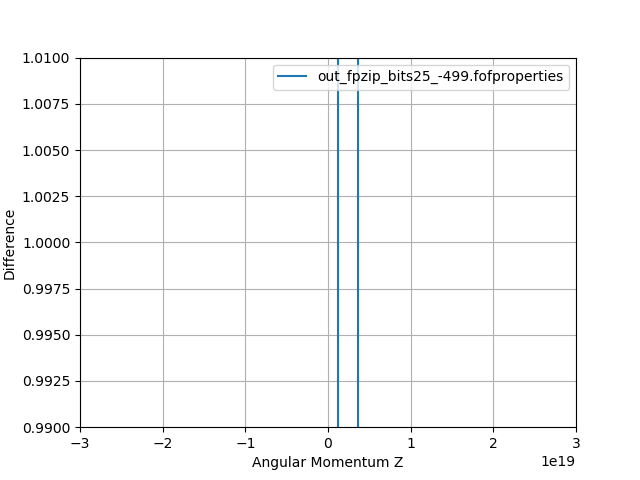 out_fpzip_bits25_-499.fofproperties
1.0100
1.0075
1.0050
1.0025
1.0000
0.9975
0.9950
0.9925
0.9900
Difference
−3 −2 −1 0 1 2 3
1e19
Angular Momentum Z